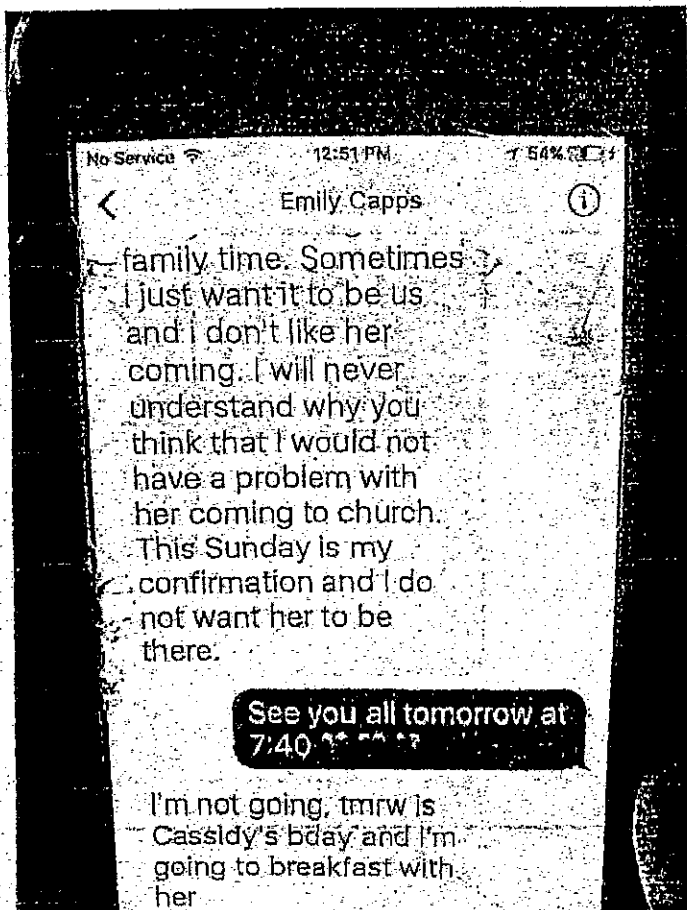 No Service 12:51 PM 54%
Emily Capps
family time. Sometimes
I just want it to be us
and i don't like her
coming. I will never
understand why you
think that I would not
have a problem with
her coming to church.
This Sunday is my
confirmation and I do
not want her to be
there.
See you all tomorrow at
7:40
I'm not going, tmrw is
Cassidy's bday and I'm
going to breakfast with
her